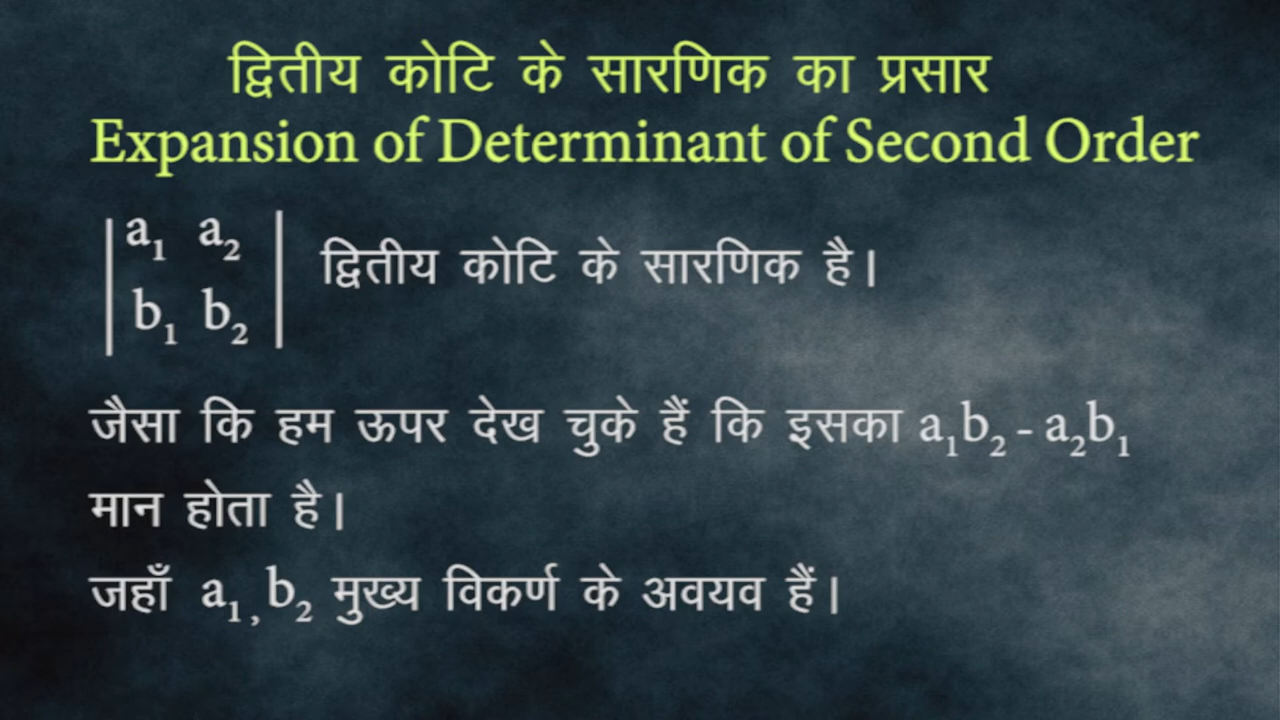 द्वितीय कोटि के सारणिक का प्रसार
Expansion of Determinant of Second Order
| a₁ a₂ |
| b₁ b₂ | द्वितीय कोटि के सारणिक है।
जैसा कि हम ऊपर देख चुके हैं कि इसका a₁b₂ - a₂b₁
मान होता है।
जहाँ a₁, b₂ मुख्य विकर्ण के अवयव हैं।